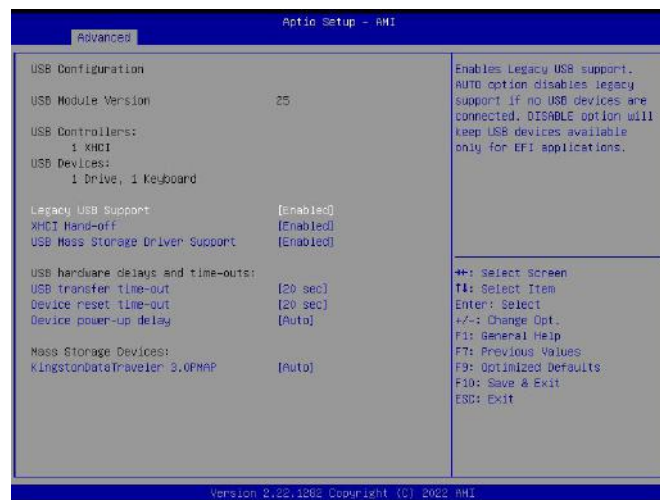 Aptio Setup - AMI
Advanced
USB Configuration
USB Module Version 25
USB Controllers:
1 XHCI
USB Devices:
1 Drive, 1 Keyboard
Legacy USB Support [Enabled]
XHCI Hand-off [Enabled]
USB Mass Storage Driver Support [Enabled]
USB hardware delays and time-outs:
USB transfer time-out [20 sec]
Device reset time-out [20 sec]
Device power-up delay [Auto]
Mass Storage Devices:
KingstonDataTraveler 3.0PMAP [Auto]
Enables Legacy USB support.
AUTO option disables legacy
support if no USB devices are
connected. DISABLE option will
keep USB devices available
only for EFI applications.
→←: Select Screen
↑↓: Select Item
Enter: Select
+/-: Change Opt.
F1: General Help
F7: Previous Values
F9: Optimized Defaults
F10: Save & Exit
ESC: Exit
Version 2.22.1282 Copyright (C) 2022 AMI